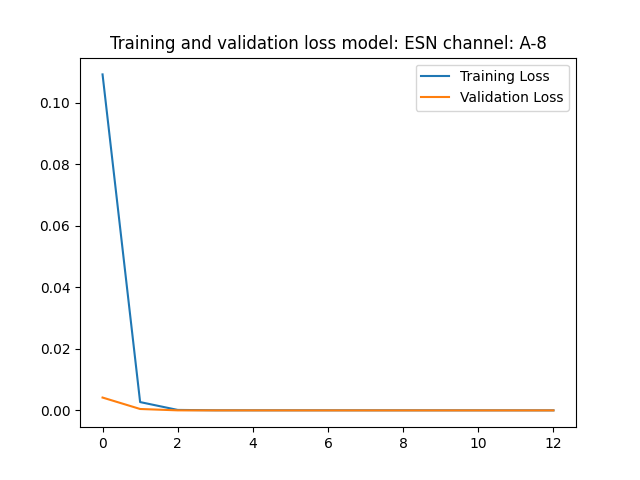 Training and validation loss model: ESN channel: A-8
Training Loss
Validation Loss
0.10
0.08
0.06
0.04
0.02
0.00
0 2 4 6 8 10 12